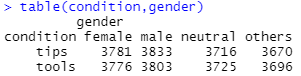 > table(condition,gender)
gender
condition female male neutral others
tips 3781 3833 3716 3670
tools 3776 3803 3725 3696